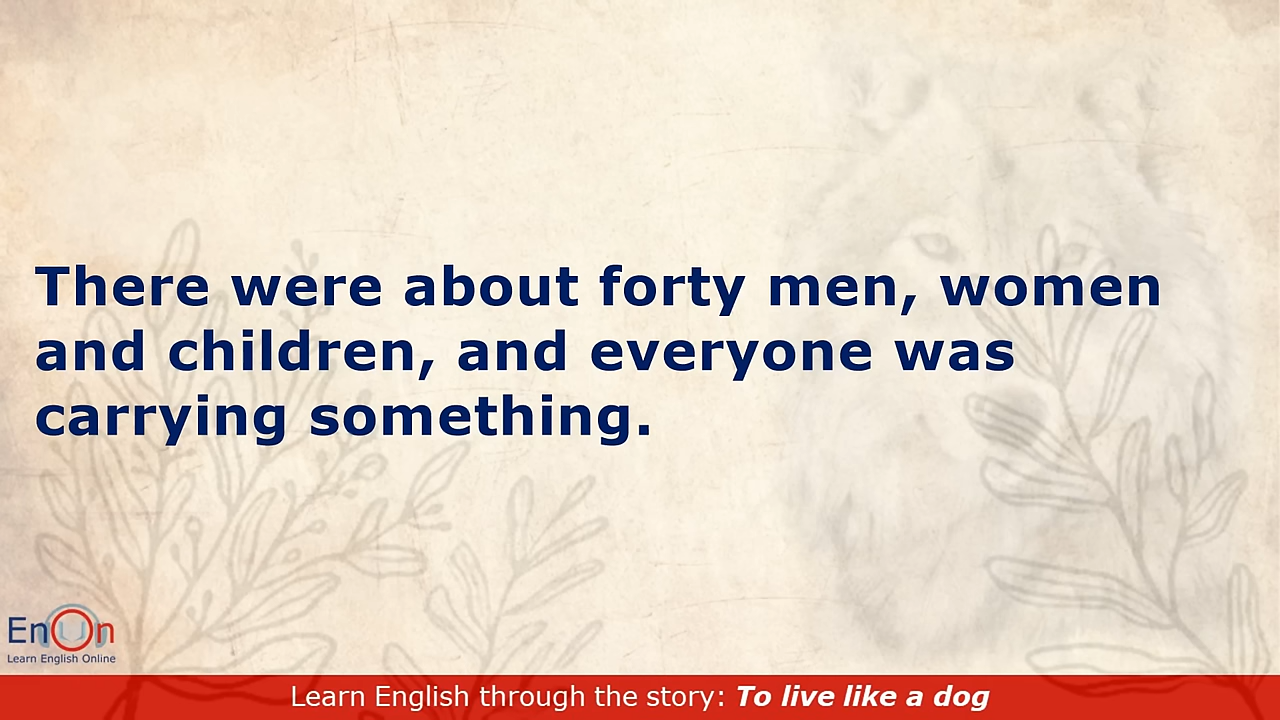 There were about forty men, women
and children, and everyone was
carrying something.
EnOn
Learn English Online
Learn English through the story: To live like a dog